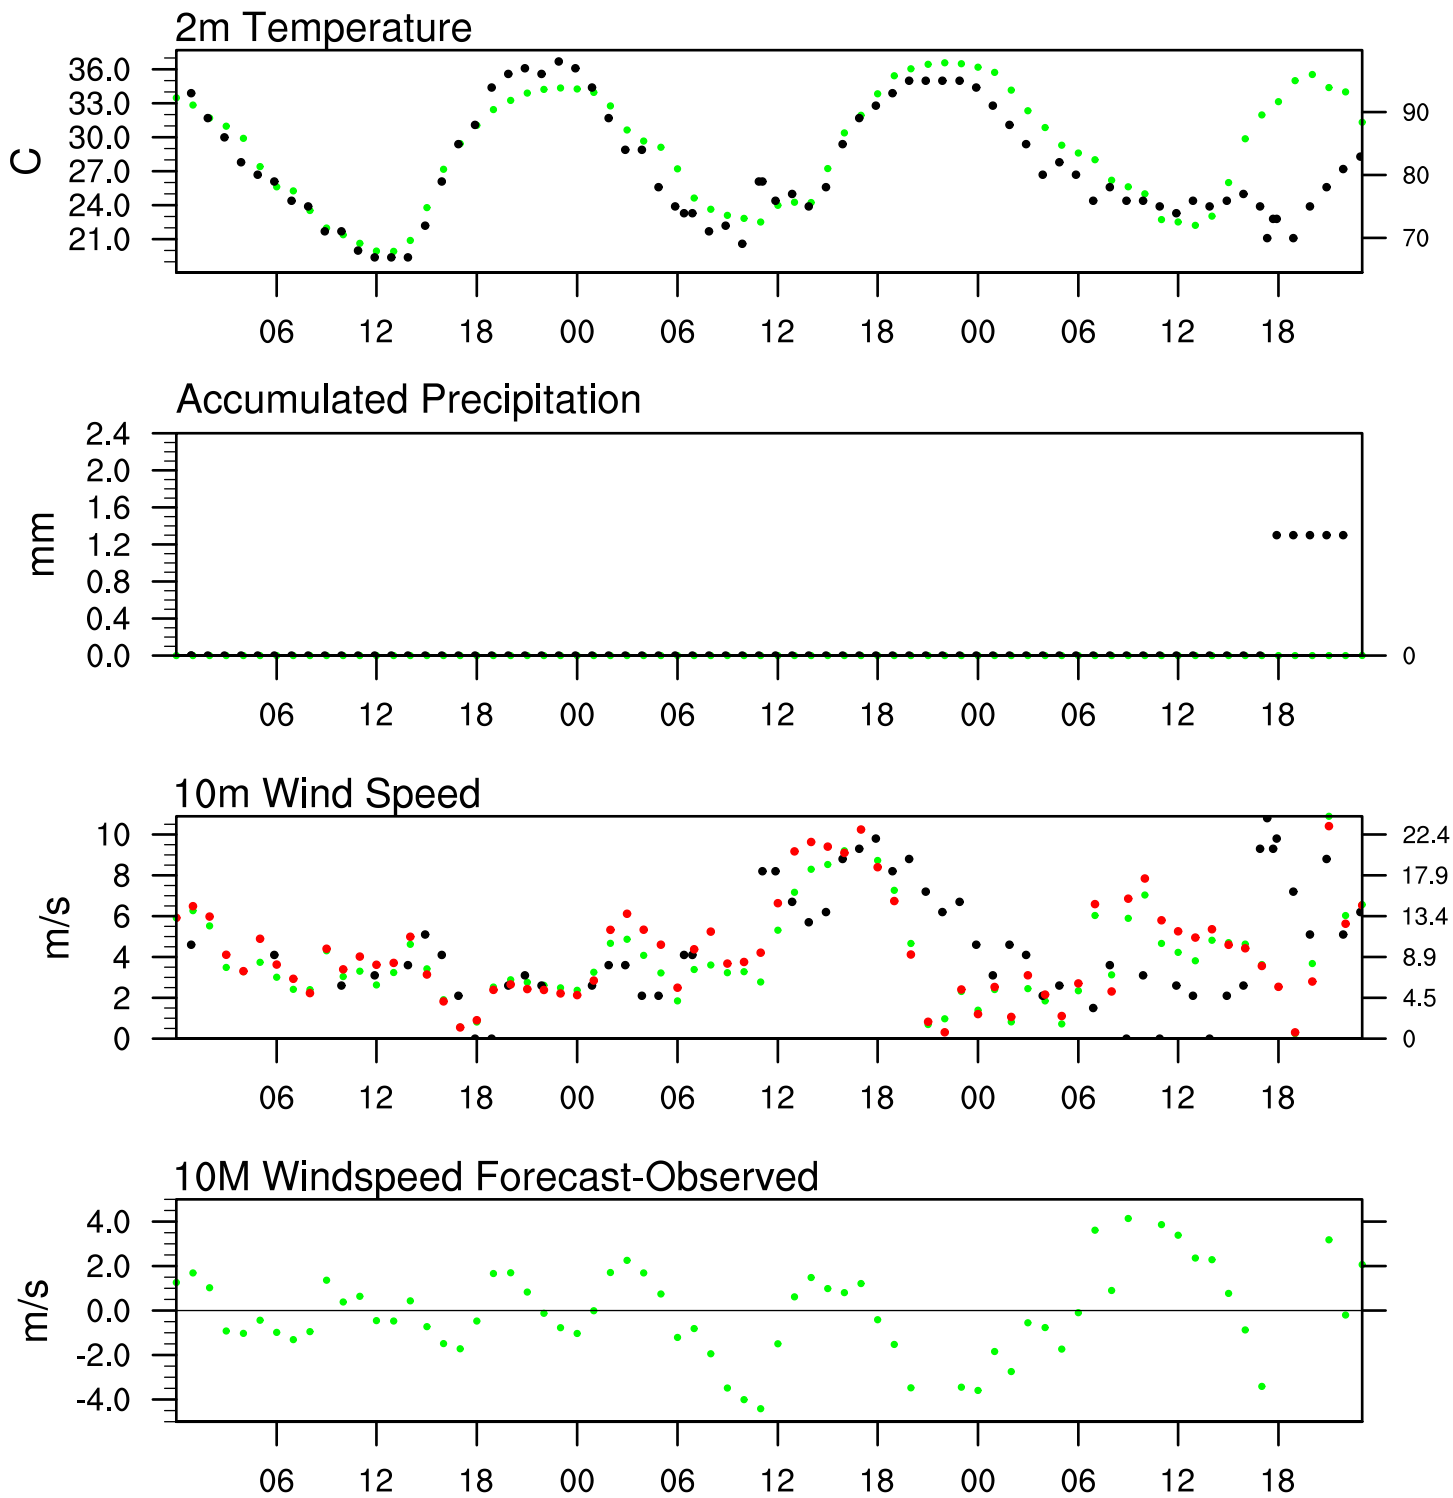 2m Temperature
36.0
33.0
30.0
27.0
24.0
21.0
C
90
80
70
06 12 18 00 06 12 18 00 06 12 18
Accumulated Precipitation
2.4
2.0
1.6
1.2
0.8
0.4
0.0
mm
0
06 12 18 00 06 12 18 00 06 12 18
10m Wind Speed
10
8
6
4
2
0
m/s
22.4
17.9
13.4
8.9
4.5
0
06 12 18 00 06 12 18 00 06 12 18
10M Windspeed Forecast-Observed
4.0
2.0
0.0
-2.0
-4.0
m/s
06 12 18 00 06 12 18 00 06 12 18